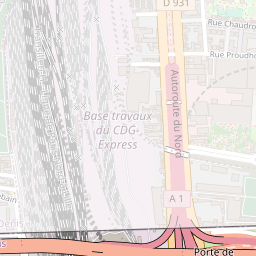 D 931
Rue Chaudro
Rue Proudho
Autoroute du Nord
Base travaux
du CDG-
Express
A 1
Porte de